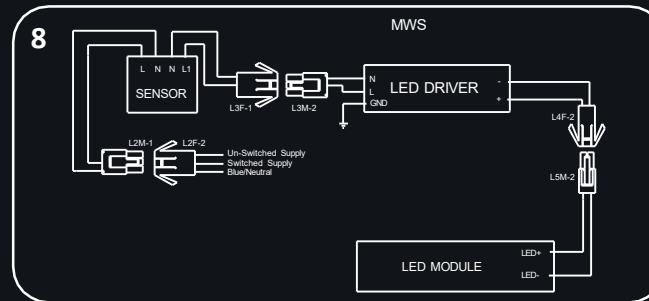 8
MWS
L N N L1
SENSOR
L3F-1
L3M-2
N
L
GND
LED DRIVER
-
+
L4F-2
L5M-2
L2M-1
L2F-2
Un-Switched Supply
Switched Supply
Blue/Neutral
LED MODULE
LED+
LED-